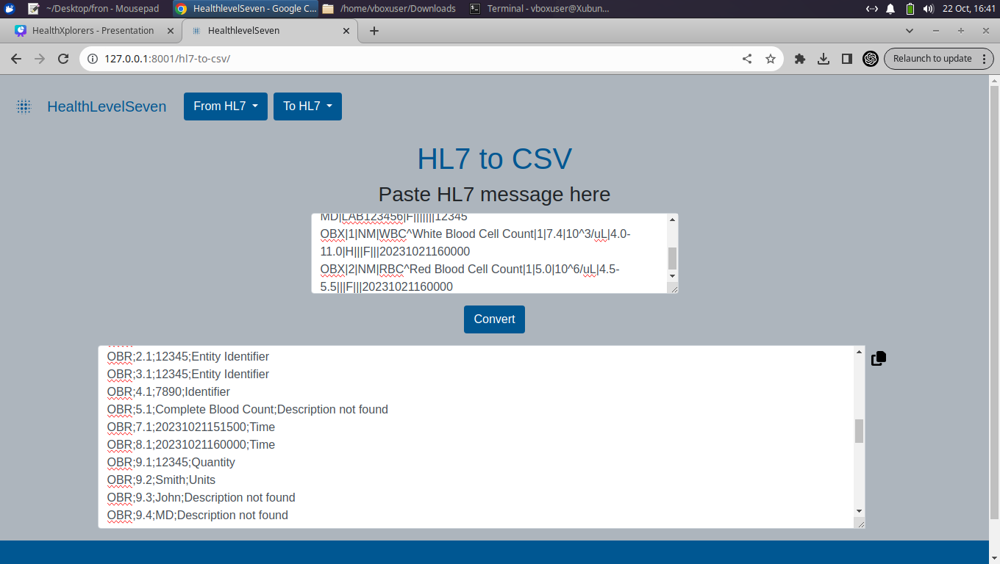 ~/Desktop/fron - Mousepad
HealthlevelSeven - Google C...
/home/vboxuser/Downloads
Terminal - vboxuser@Xubun...
22 Oct, 16:41
HealthXplorers - Presentation
HealthlevelSeven
127.0.0.1:8001/hl7-to-csv/
Relaunch to update
HealthLevelSeven
From HL7
To HL7
HL7 to CSV
Paste HL7 message here
MD|LAB123456|F|||||||12345
OBX|1|NM|WBC^White Blood Cell Count|1|7.4|10^3/uL|4.0-
11.0|H|||F|||20231021160000
OBX|2|NM|RBC^Red Blood Cell Count|1|5.0|10^6/uL|4.5-
5.5|||F|||20231021160000
Convert
OBR;2.1;12345;Entity Identifier
OBR;3.1;12345;Entity Identifier
OBR;4.1;7890;Identifier
OBR;5.1;Complete Blood Count;Description not found
OBR;7.1;20231021151500;Time
OBR;8.1;20231021160000;Time
OBR;9.1;12345;Quantity
OBR;9.2;Smith;Units
OBR;9.3;John;Description not found
OBR;9.4;MD;Description not found